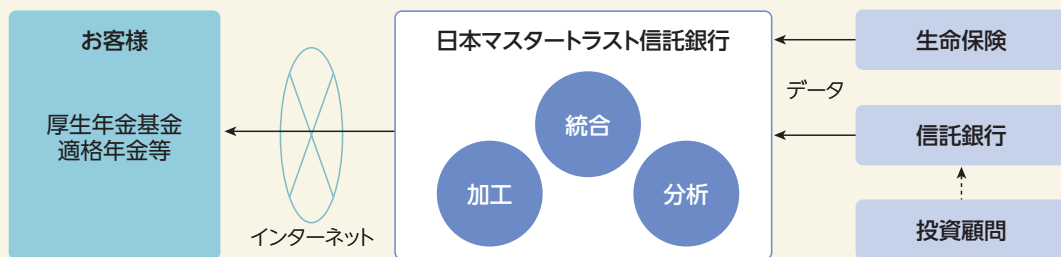 お客様
厚生年金基金
適格年金等
インターネット
日本マスタートラスト信託銀行
統合
加工
分析
データ
生命保険
信託銀行
投資顧問